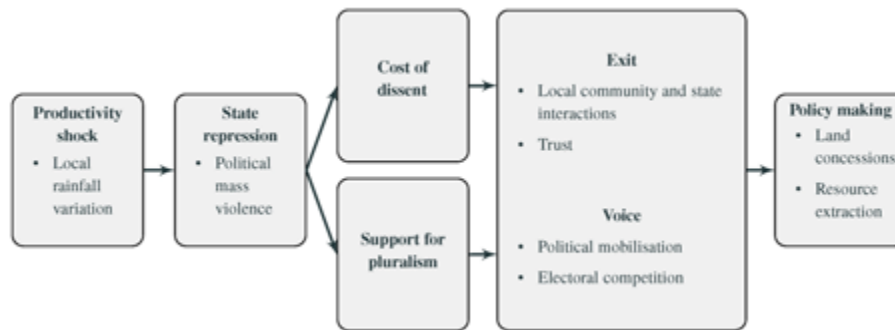 Productivity
shock
• Local
rainfall
variation
State
repression
• Political
mass
violence
Cost of
dissent
Support for
pluralism
Exit
• Local community and state
interactions
• Trust
Voice
• Political mobilisation
• Electoral competition
Policy making
• Land
concessions
• Resource
extraction